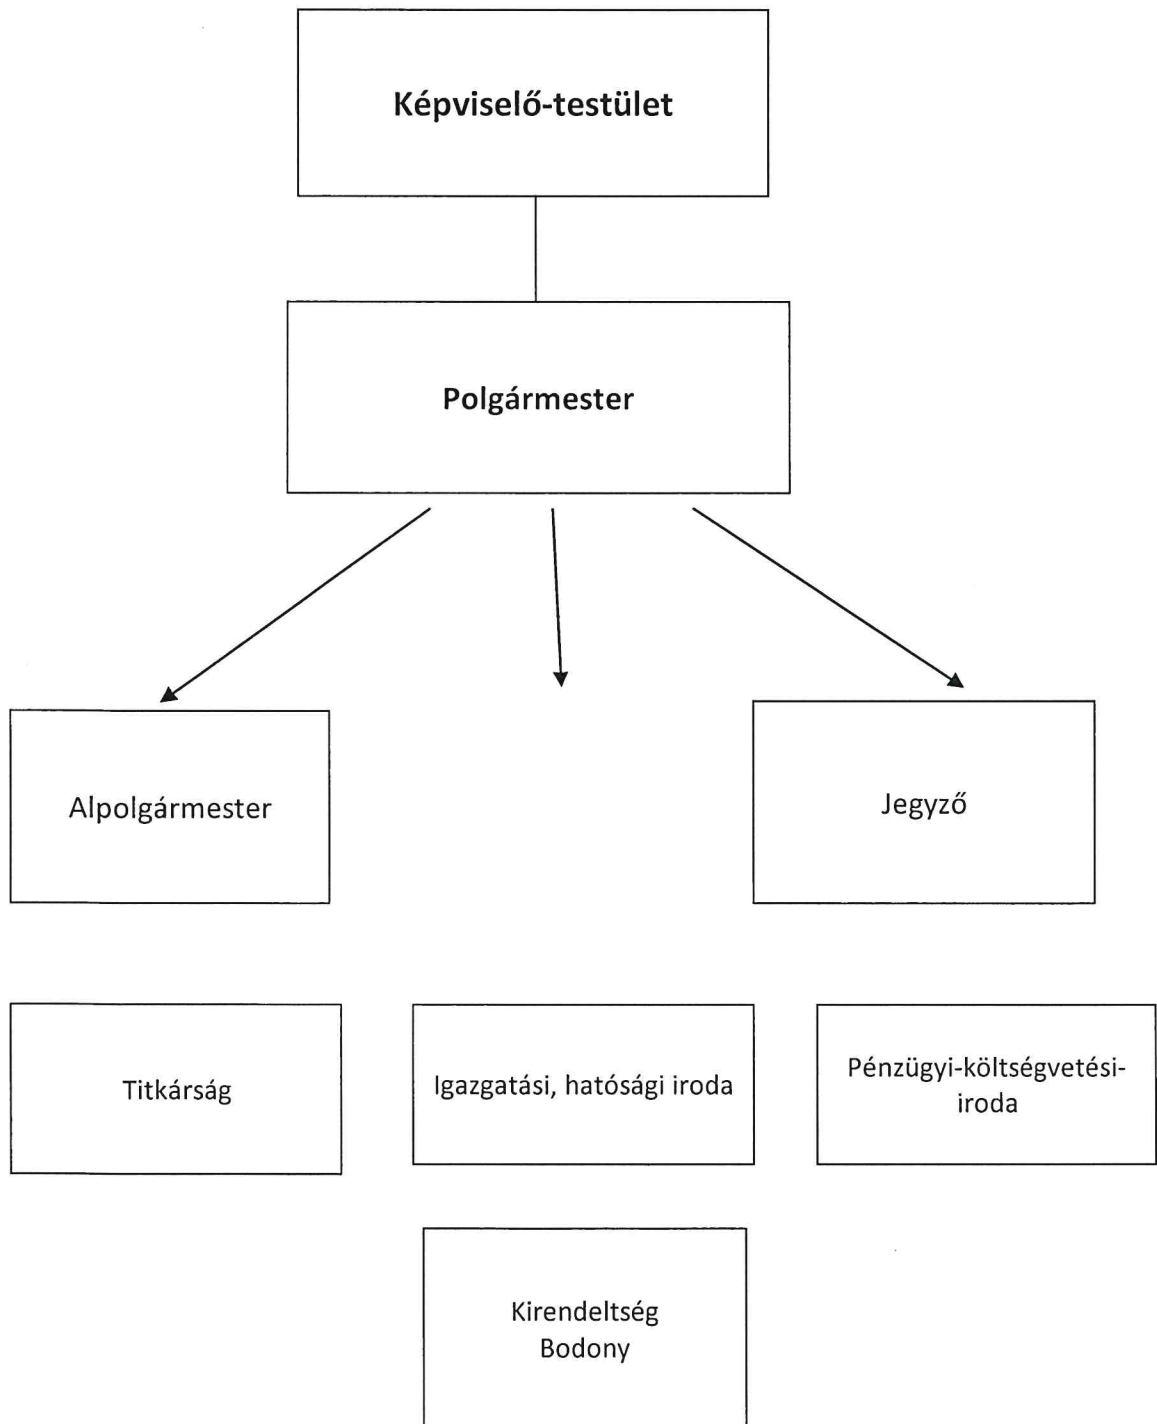 Képviselő-testület
Polgármester
Alpolgármester
Jegyző
Titkárság
Igazgatási, hatósági iroda
Pénzügyi-költségvetési-
iroda
Kirendeltség
Bodony